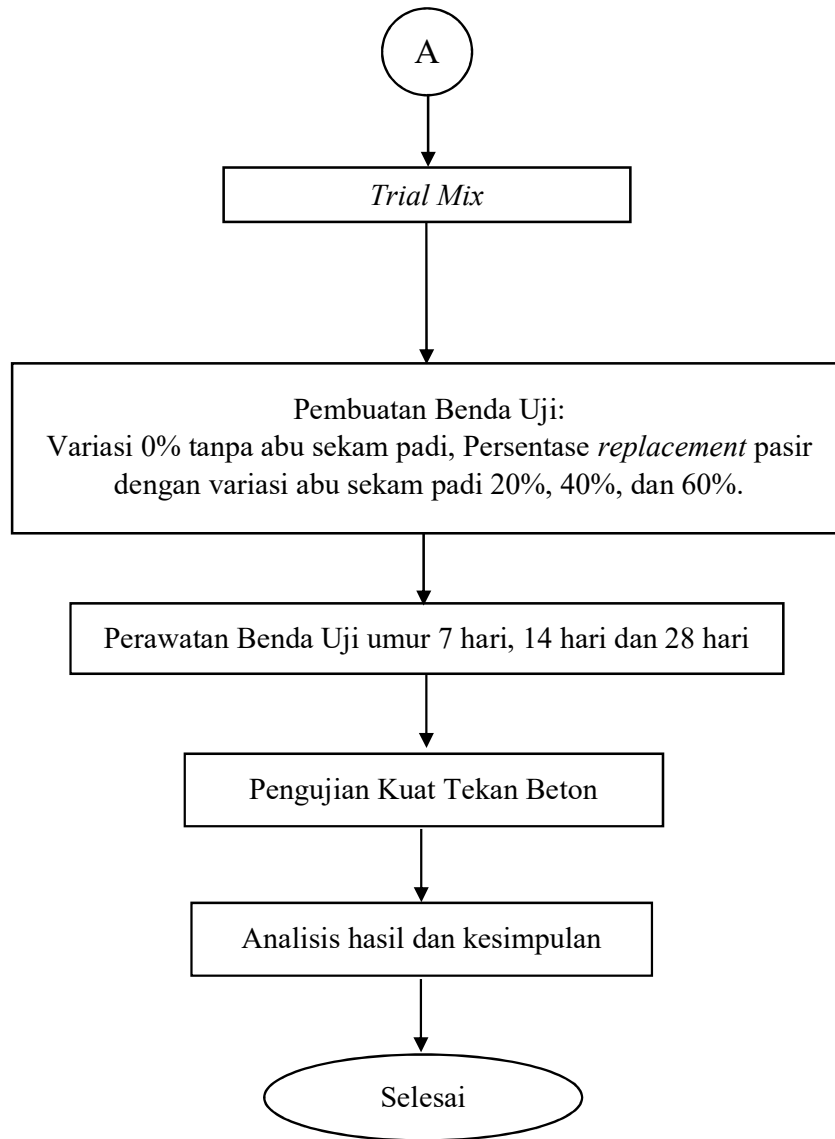 A
Trial Mix
Pembuatan Benda Uji:
Variasi 0% tanpa abu sekam padi, Persentase replacement pasir
dengan variasi abu sekam padi 20%, 40%, dan 60%.
Perawatan Benda Uji umur 7 hari, 14 hari dan 28 hari
Pengujian Kuat Tekan Beton
Analisis hasil dan kesimpulan
Selesai